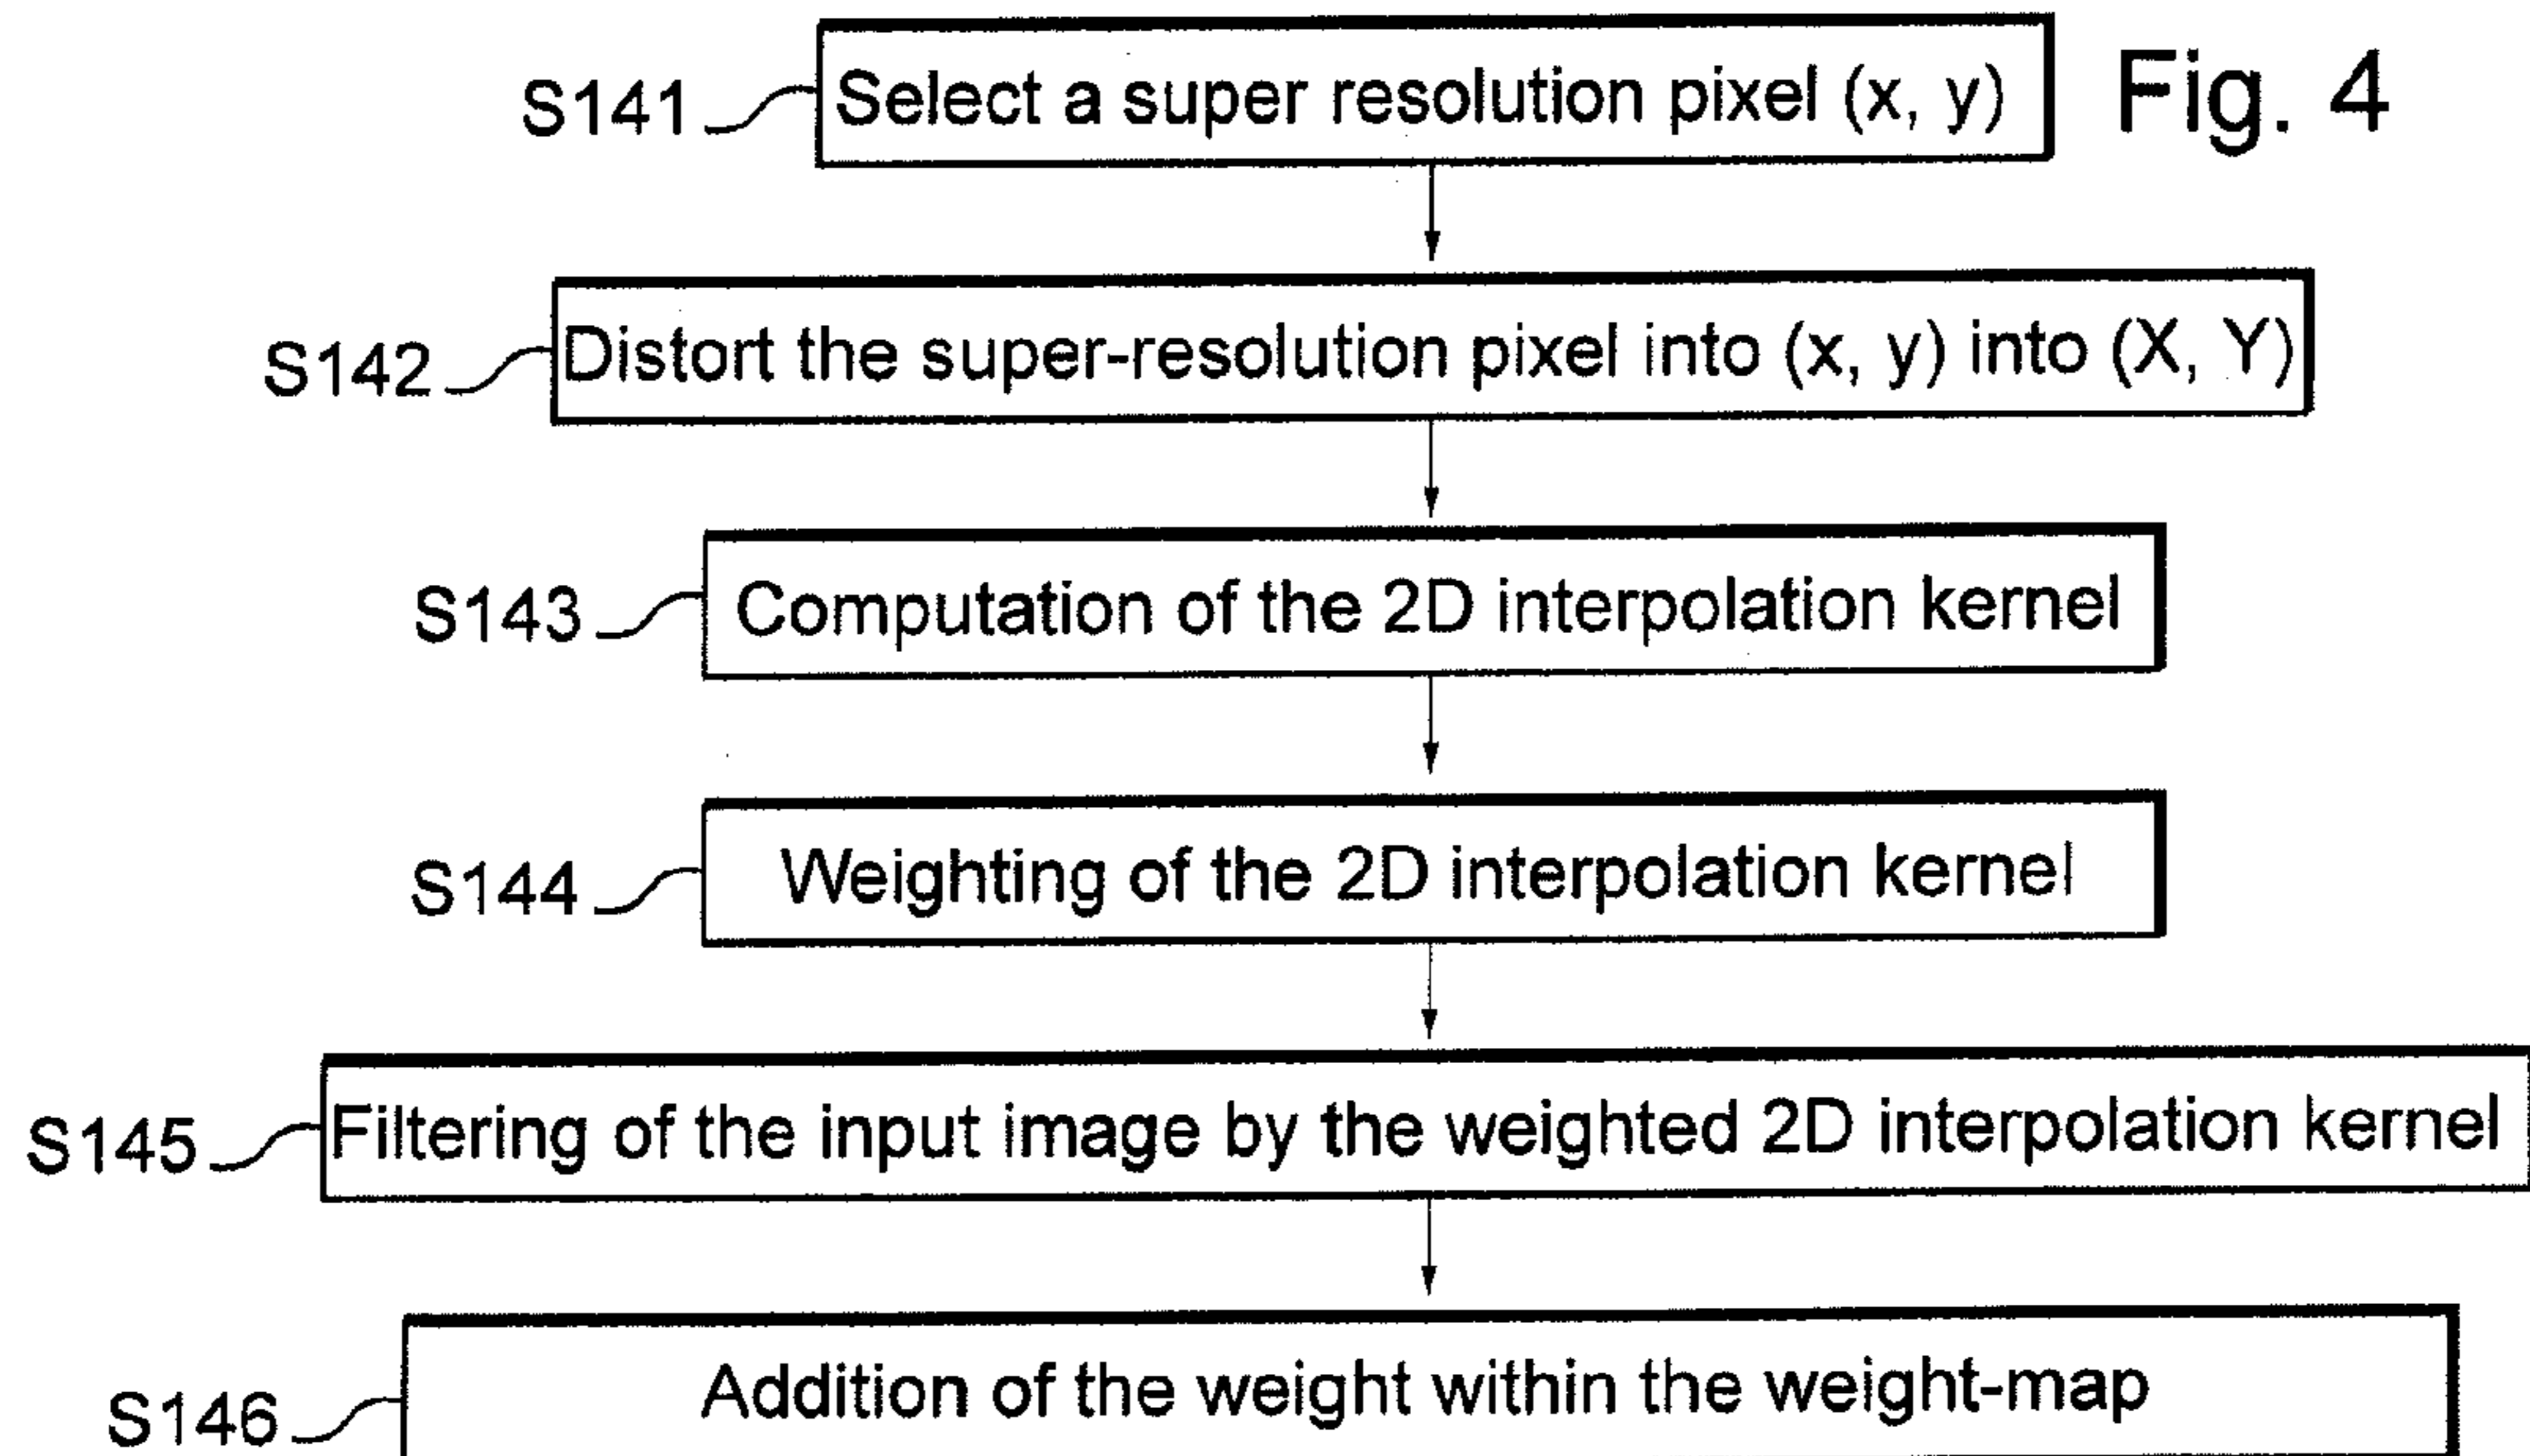 S141 Select a super resolution pixel (x, y) Fig. 4
S142 Distort the super-resolution pixel into (x, y) into (X, Y)
S143 Computation of the 2D interpolation kernel
S144 Weighting of the 2D interpolation kernel
S145 Filtering of the input image by the weighted 2D interpolation kernel
S146 Addition of the weight within the weight-map